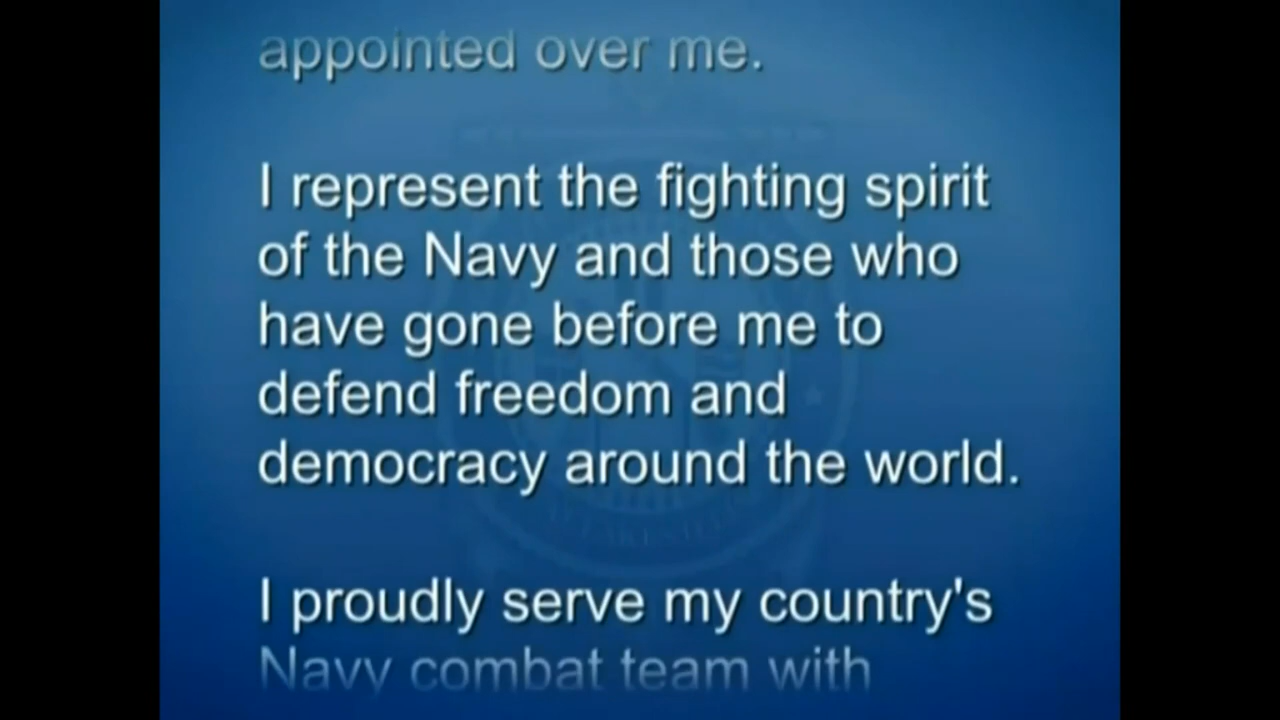 appointed over me.
I represent the fighting spirit
of the Navy and those who
have gone before me to
defend freedom and
democracy around the world.
I proudly serve my country's
Navy combat team with